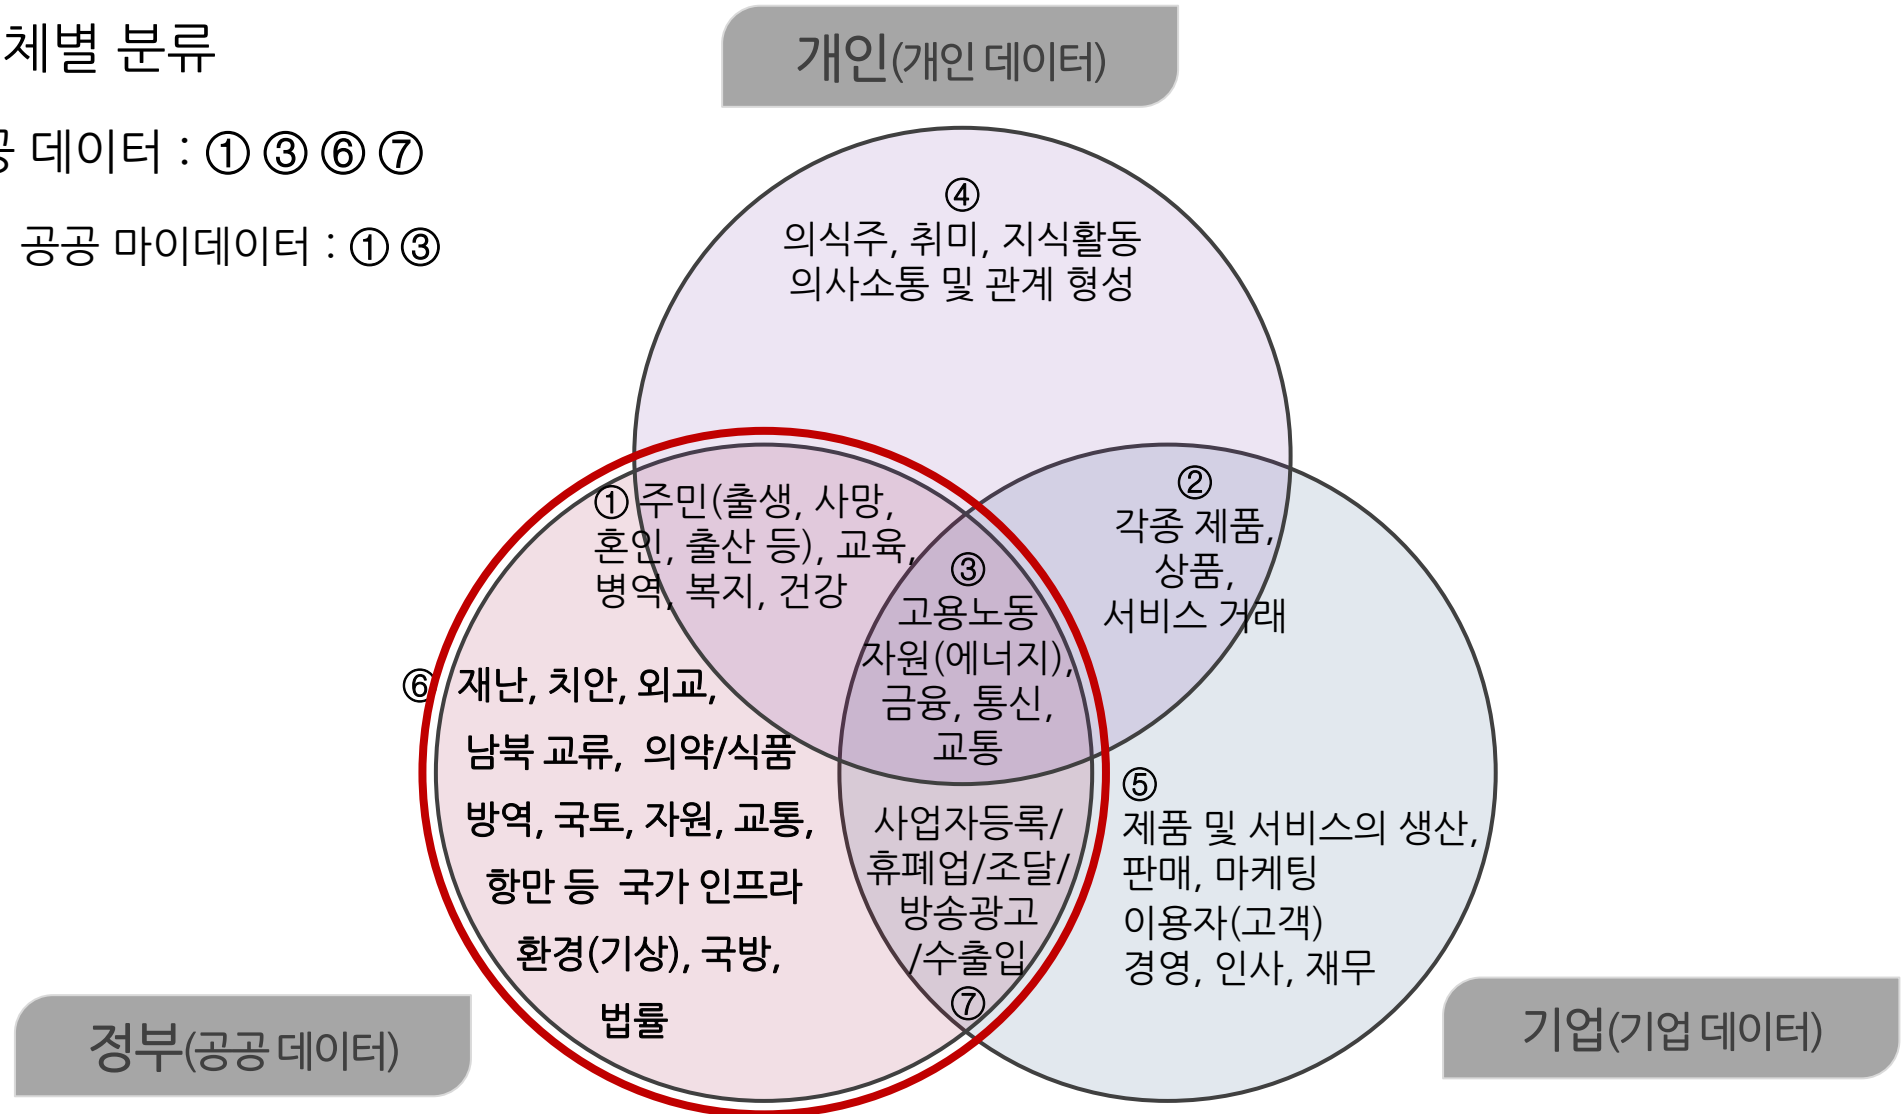 체별 분류
공 데이터 : ① ③ ⑥ ⑦
공공 마이데이터 : ① ③
개인(개인 데이터)
④
의식주, 취미, 지식활동
의사소통 및 관계 형성
① 주민(출생, 사망,
혼인, 출산 등), 교육,
병역, 복지, 건강
②
각종 제품,
상품,
서비스 거래
③
고용노동
자원(에너지),
금융, 통신,
교통
⑥ 재난, 치안, 외교,
남북 교류, 의약/식품
방역, 국토, 자원, 교통,
항만 등 국가 인프라
환경(기상), 국방,
법률
사업자등록/
휴폐업/조달/
방송광고
/수출입
⑦
⑤
제품 및 서비스의 생산,
판매, 마케팅
이용자(고객)
경영, 인사, 재무
정부(공공 데이터)
기업(기업 데이터)